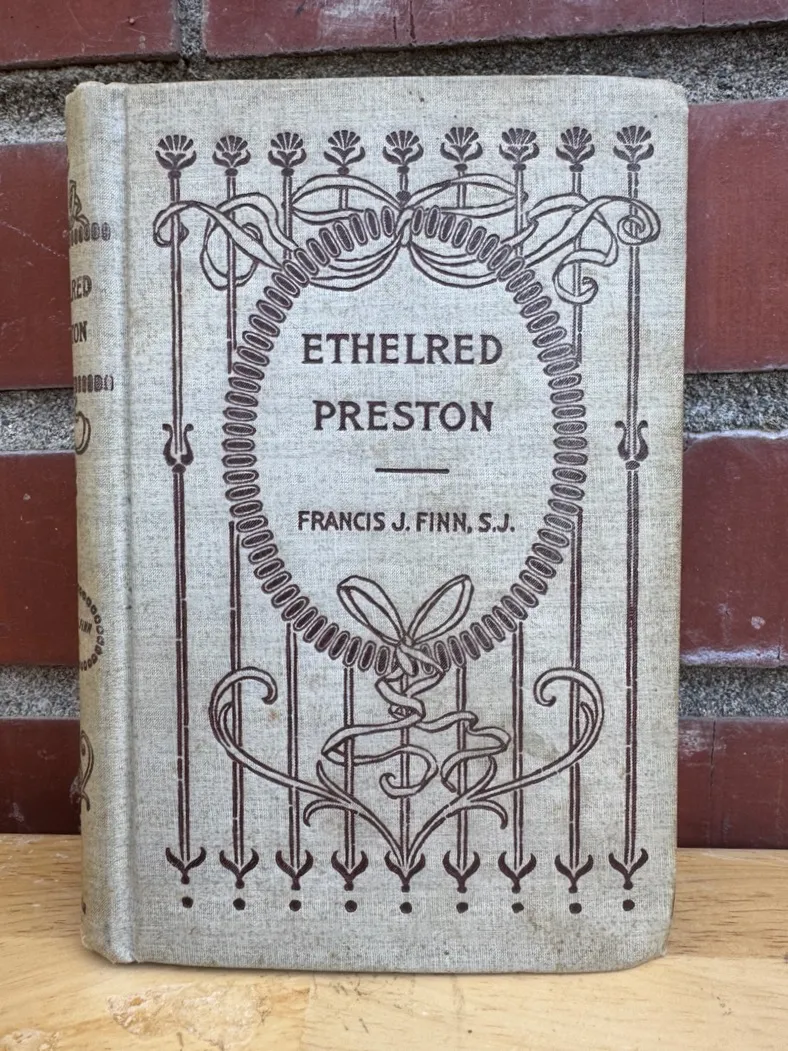 ETHELRED
PRESTON
FRANCIS J. FINN, S.J.